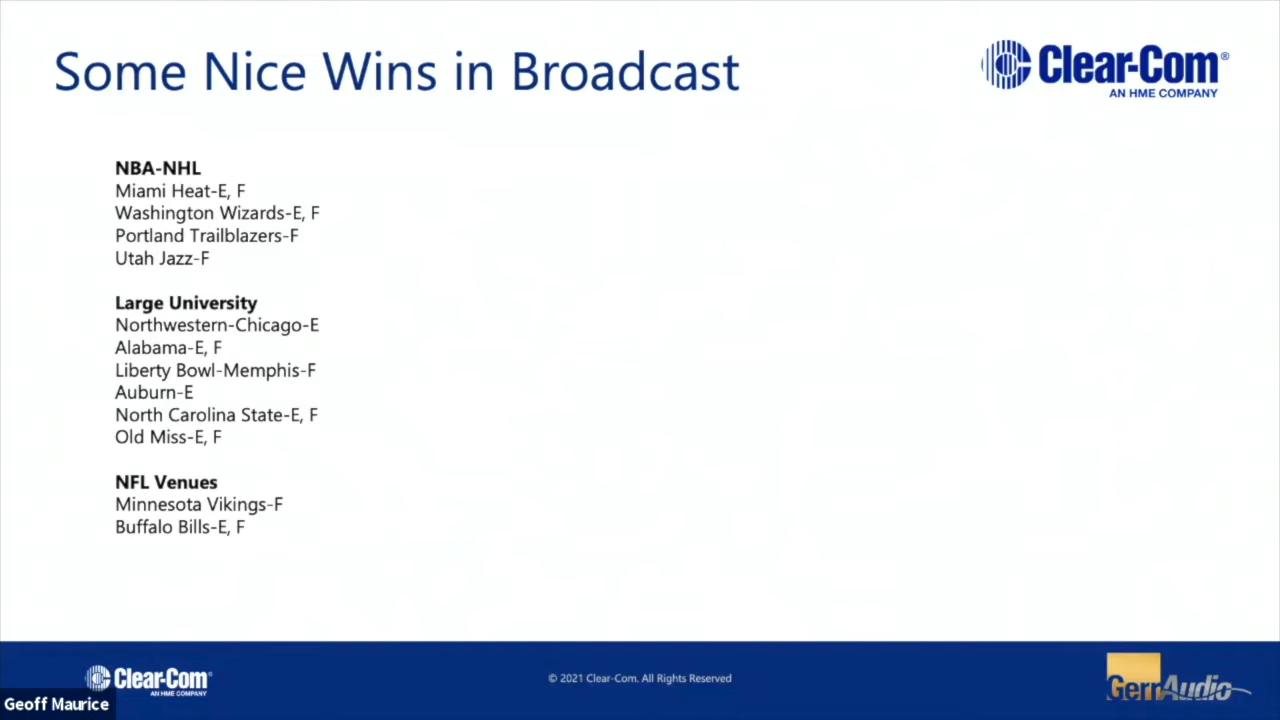 Some Nice Wins in Broadcast
Clear-Com®
AN HME COMPANY
NBA-NHL
Miami Heat-E, F
Washington Wizards-E, F
Portland Trailblazers-F
Utah Jazz-F
Large University
Northwestern-Chicago-E
Alabama-E, F
Liberty Bowl-Memphis-F
Auburn-E
North Carolina State-E, F
Old Miss-E, F
NFL Venues
Minnesota Vikings-F
Buffalo Bills-E, F
Clear-Com®
AN HME COMPANY
© 2021 Clear-Com. All Rights Reserved
GerrAudio
Geoff Maurice